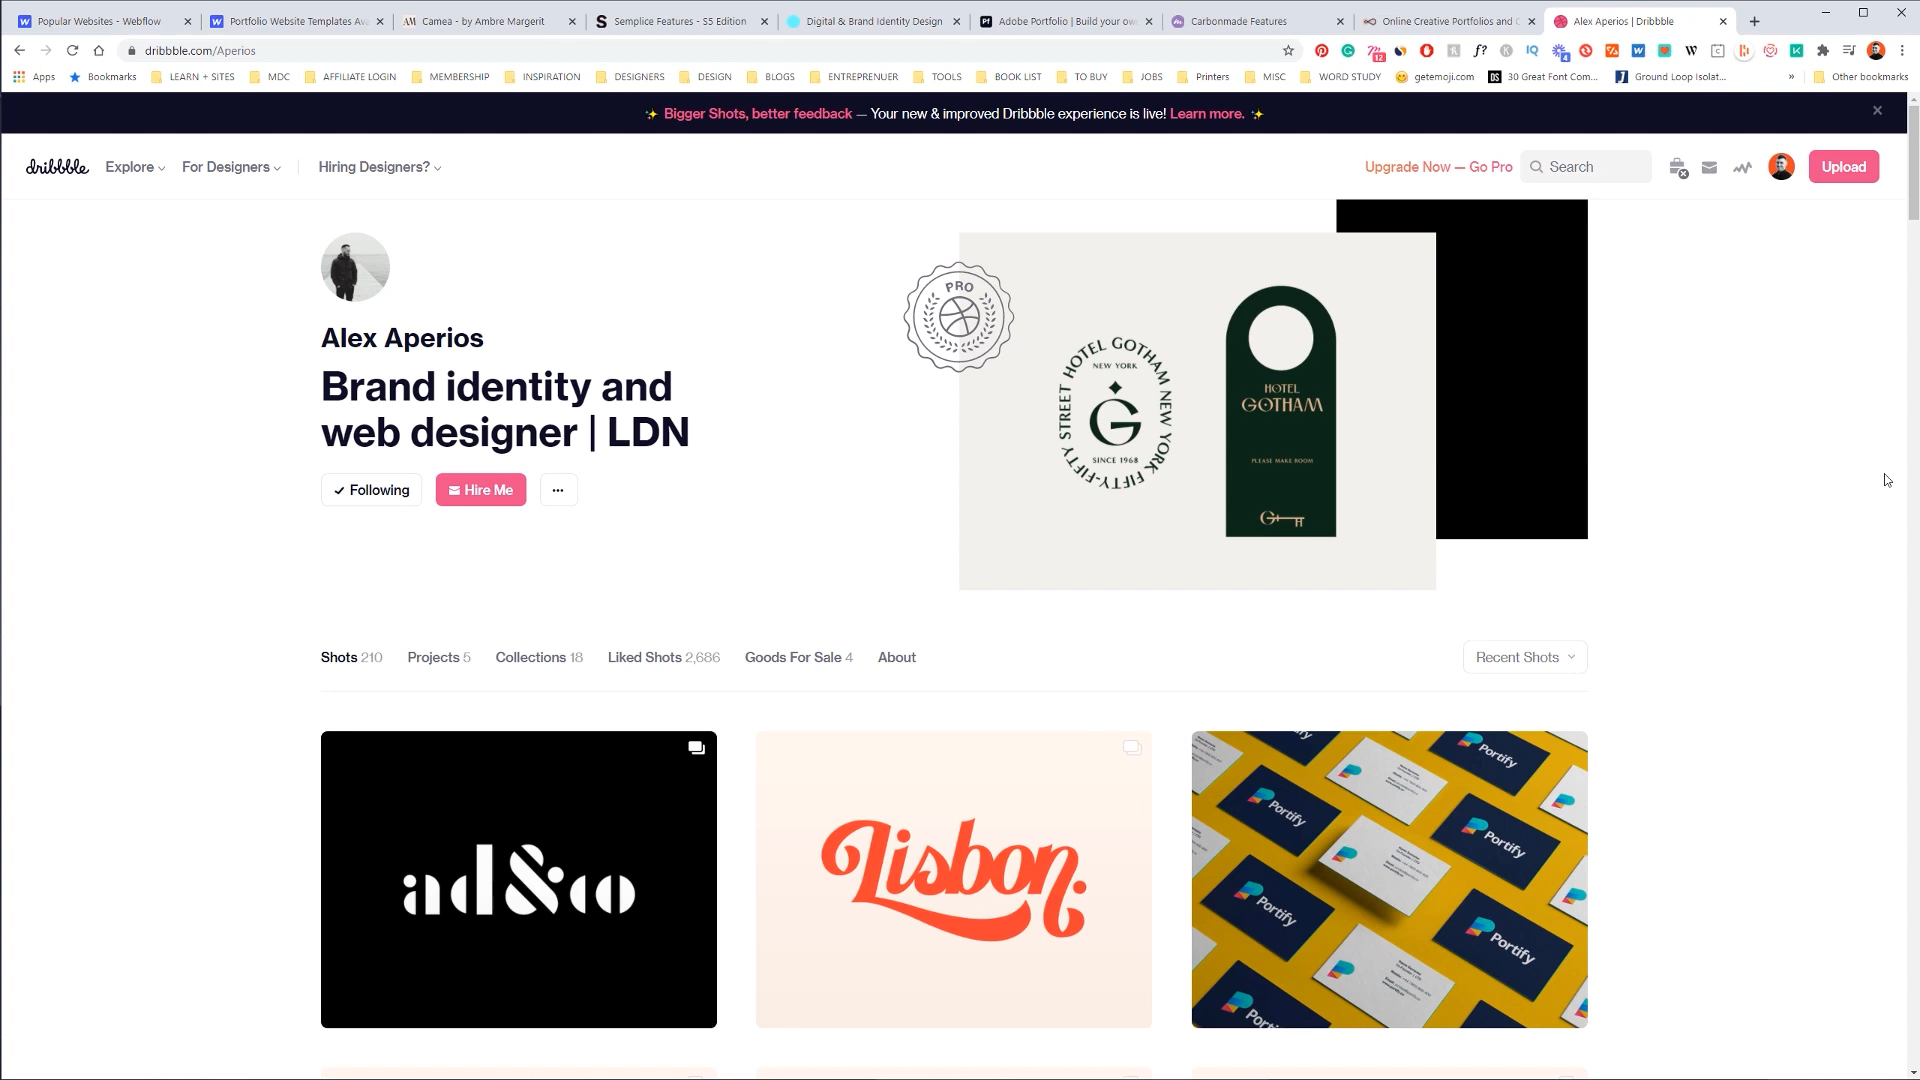 Popular Websites - Webflow
Portfolio Website Templates Ava
Camea - by Ambre Margerit
Semplice Features - S5 Edition
Digital & Brand Identity Design
Adobe Portfolio | Build your ow
Carbonmade Features
Online Creative Portfolios and C
Alex Aperios | Dribbble
dribbble.com/Aperios
Apps
Bookmarks
LEARN + SITES
MDC
AFFILIATE LOGIN
MEMBERSHIP
INSPIRATION
DESIGNERS
DESIGN
BLOGS
ENTREPRENUER
TOOLS
BOOK LIST
TO BUY
JOBS
Printers
MISC
WORD STUDY
getemoji.com
30 Great Font Com...
Ground Loop Isolat...
Other bookmarks
Bigger Shots, better feedback — Your new & improved Dribbble experience is live! Learn more.
dribbble
Explore
For Designers
Hiring Designers?
Upgrade Now — Go Pro
Search
Upload
Alex Aperios
Brand identity and
web designer | LDN
Following
Hire Me
PRO
STREET HOTEL GOTHAM NEW YORK FIFTY-FIFTY
NEW YORK
G
SINCE 1968
HOTEL
GOTHAM
PLEASE MAKE ROOM
Shots 210
Projects 5
Collections 18
Liked Shots 2,686
Goods For Sale 4
About
Recent Shots
ad&co
Lisbon.
Portify
Portify
Portify
Portify
Portify